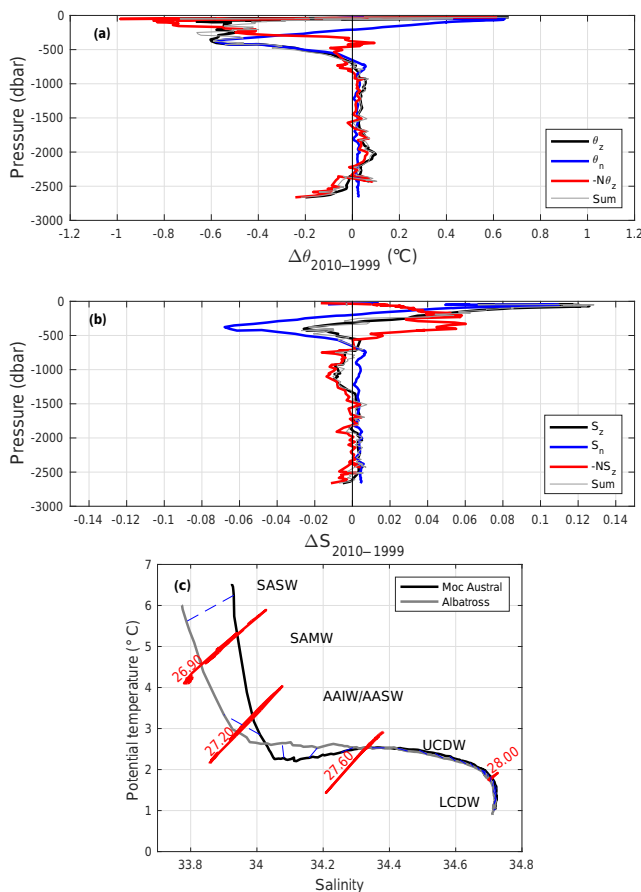 (a)
Pressure (dbar)
0
-500
-1000
-1500
-2000
-2500
-3000
θz
θn
-Nθz
Sum
-1.2 -1 -0.8 -0.6 -0.4 -0.2 0 0.2 0.4 0.6 0.8 1 1.2
Δθ2010−1999 (°C)
(b)
Pressure (dbar)
0
-500
-1000
-1500
-2000
-2500
-3000
Sz
Sn
-NSz
Sum
-0.14 -0.12 -0.1 -0.08 -0.06 -0.04 -0.02 0 0.02 0.04 0.06 0.08 0.1 0.12 0.14
ΔS2010−1999
(c)
Potential temperature (° C)
7
6
5
4
3
2
1
0
Moc Austral
Albatross
SASW
SAMW
26.90
AAIW/AASW
27.20
27.60
UCDW
28.00
LCDW
33.8 34 34.2 34.4 34.6 34.8
Salinity